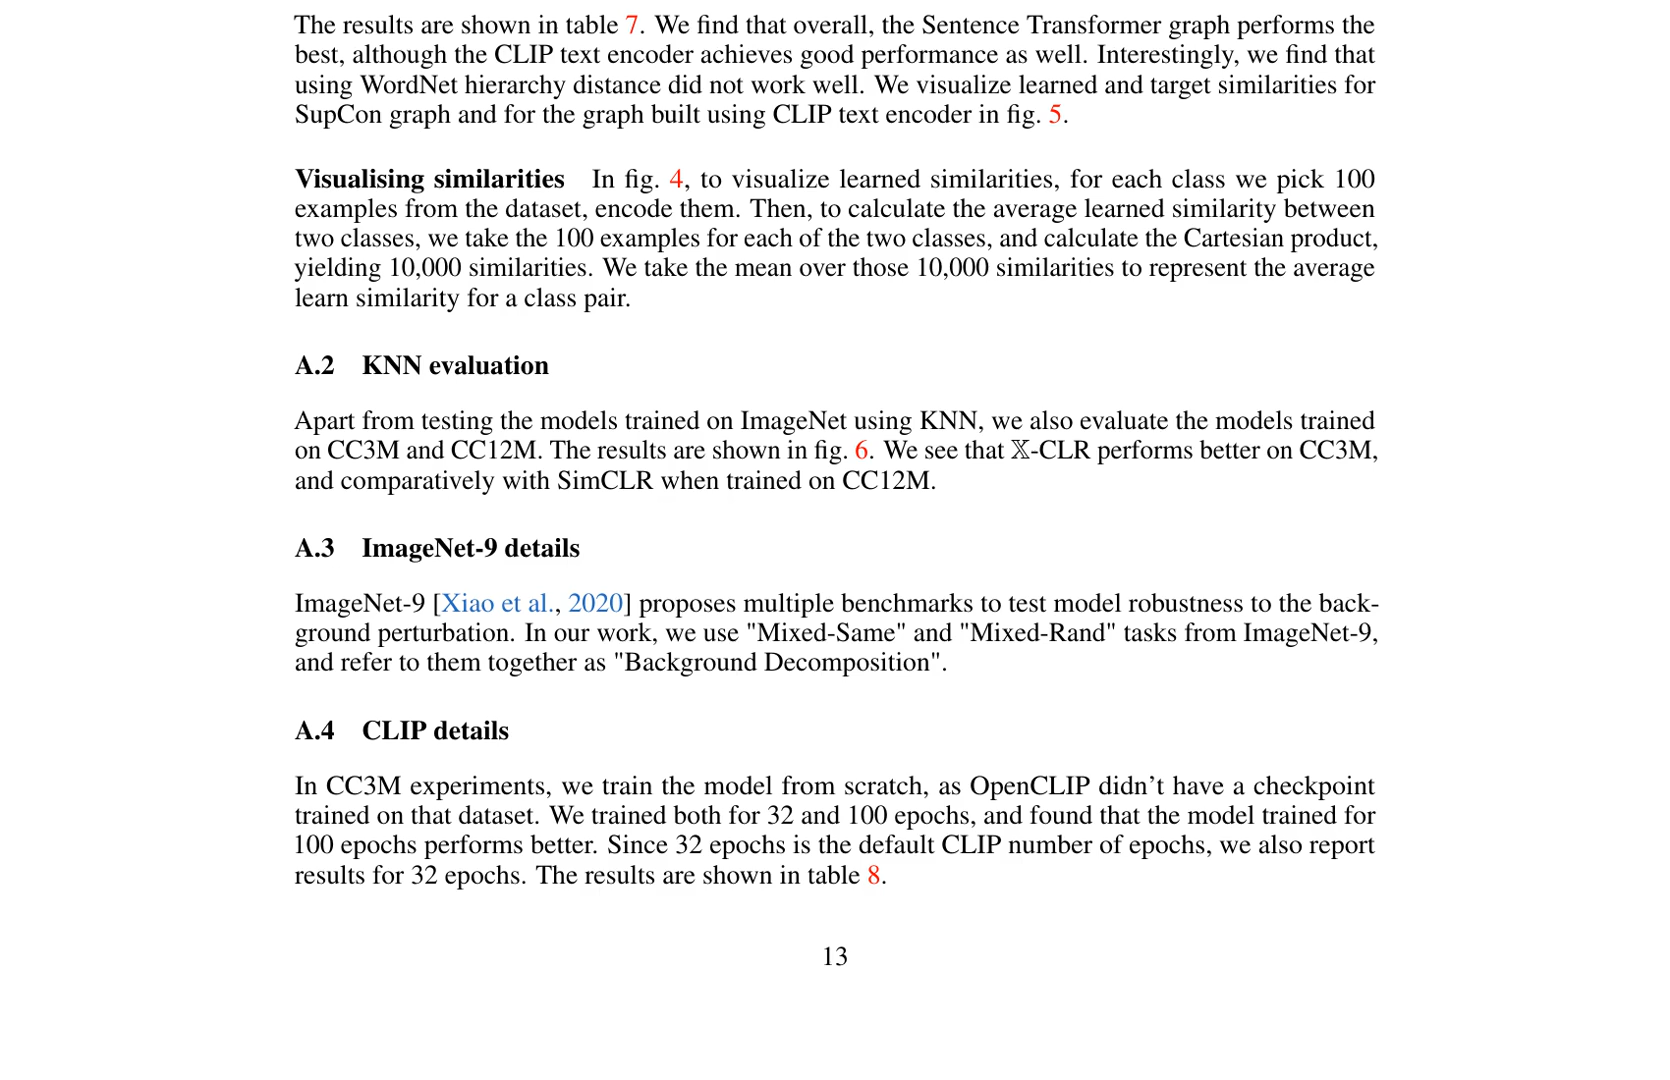 The results are shown in table 7. We find that overall, the Sentence Transformer graph performs the
best, although the CLIP text encoder achieves good performance as well. Interestingly, we find that
using WordNet hierarchy distance did not work well. We visualize learned and target similarities for
SupCon graph and for the graph built using CLIP text encoder in fig. 5.
Visualising similarities In fig. 4, to visualize learned similarities, for each class we pick 100
examples from the dataset, encode them. Then, to calculate the average learned similarity between
two classes, we take the 100 examples for each of the two classes, and calculate the Cartesian product,
yielding 10,000 similarities. We take the mean over those 10,000 similarities to represent the average
learn similarity for a class pair.
A.2 KNN evaluation
Apart from testing the models trained on ImageNet using KNN, we also evaluate the models trained
on CC3M and CC12M. The results are shown in fig. 6. We see that 𝕏-CLR performs better on CC3M,
and comparatively with SimCLR when trained on CC12M.
A.3 ImageNet-9 details
ImageNet-9 [Xiao et al., 2020] proposes multiple benchmarks to test model robustness to the back-
ground perturbation. In our work, we use "Mixed-Same" and "Mixed-Rand" tasks from ImageNet-9,
and refer to them together as "Background Decomposition".
A.4 CLIP details
In CC3M experiments, we train the model from scratch, as OpenCLIP didn't have a checkpoint
trained on that dataset. We trained both for 32 and 100 epochs, and found that the model trained for
100 epochs performs better. Since 32 epochs is the default CLIP number of epochs, we also report
results for 32 epochs. The results are shown in table 8.
13